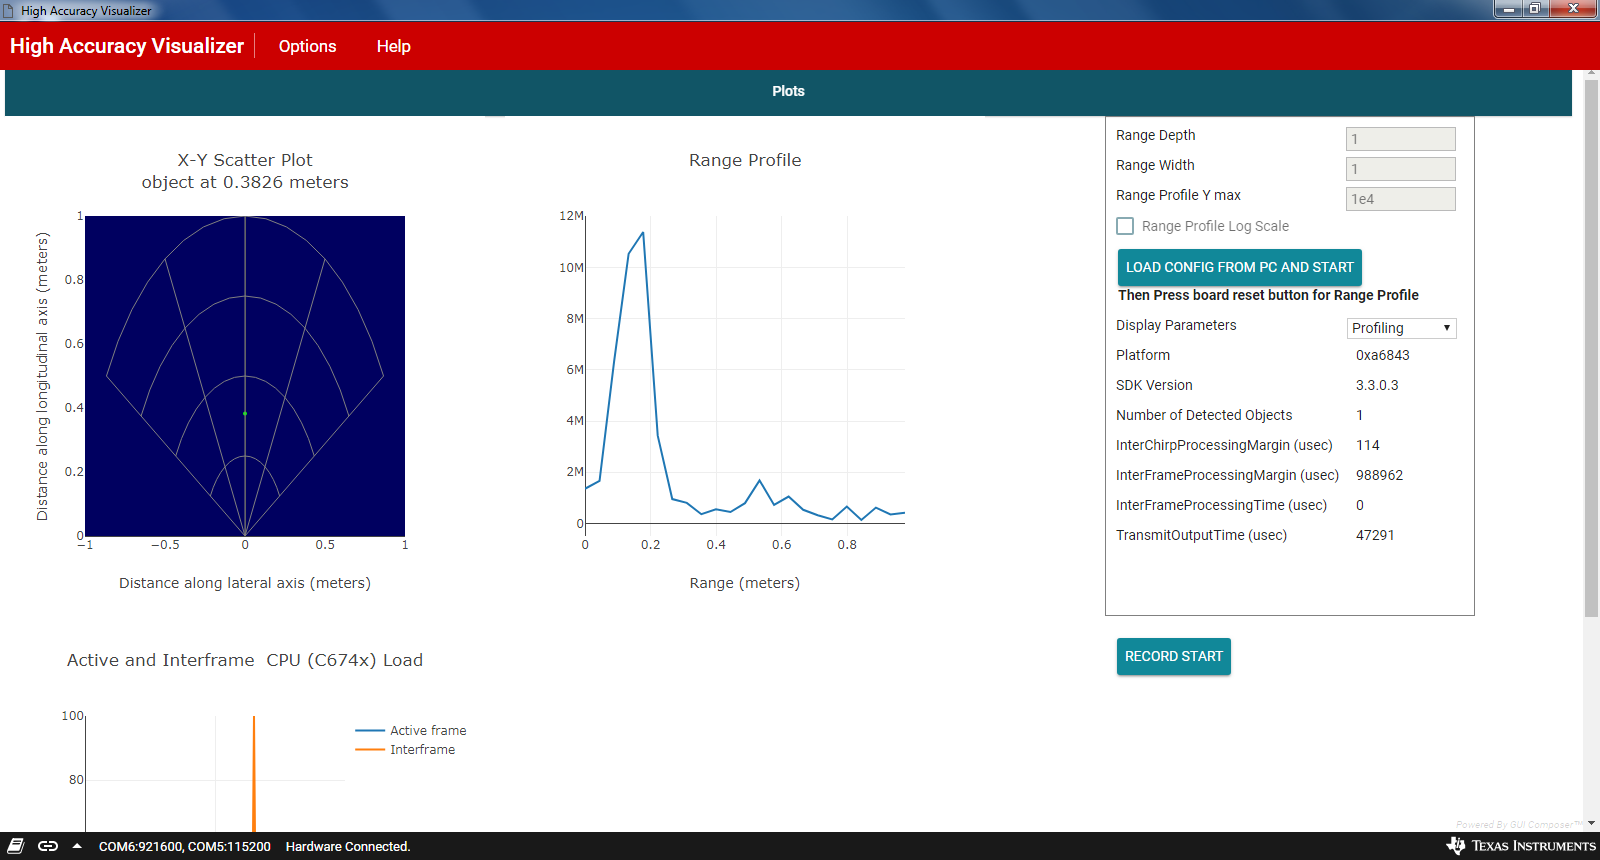 High Accuracy Visualizer
High Accuracy Visualizer
Options
Help
Plots
X-Y Scatter Plot
object at 0.3826 meters
Distance along longitudinal axis (meters)
1
0.8
0.6
0.4
0.2
0
−1
−0.5
0
0.5
1
Distance along lateral axis (meters)
Range Profile
12M
10M
8M
6M
4M
2M
0
0
0.2
0.4
0.6
0.8
Range (meters)
Range Depth 1
Range Width 1
Range Profile Y max 1e4
Range Profile Log Scale
LOAD CONFIG FROM PC AND START
Then Press board reset button for Range Profile
Display Parameters Profiling
Platform 0xa6843
SDK Version 3.3.0.3
Number of Detected Objects 1
InterChirpProcessingMargin (usec) 114
InterFrameProcessingMargin (usec) 988962
InterFrameProcessingTime (usec) 0
TransmitOutputTime (usec) 47291
RECORD START
Active and Interframe CPU (C674x) Load
100
80
Active frame
Interframe
Powered By GUI Composer™
COM6:921600, COM5:115200 Hardware Connected.
TEXAS INSTRUMENTS